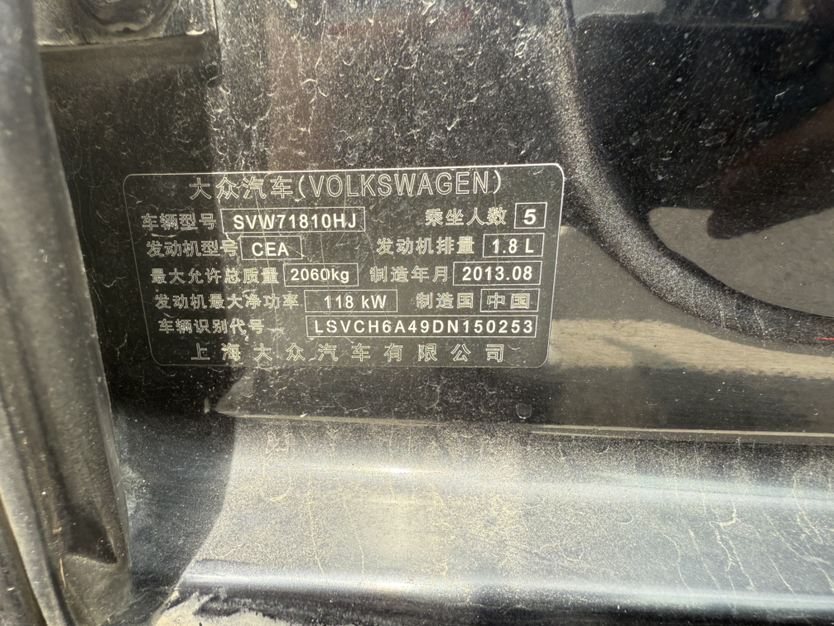 大众汽车(VOLKSWAGEN)
车辆型号 SVW71810HJ 乘坐人数 5
发动机型号 CEA 发动机排量 1.8 L
最大允许总质量 2060kg 制造年月 2013.08
发动机最大净功率 118 kW 制造国 中国
车辆识别代号 LSVCH6A49DN150253
上海大众汽车有限公司